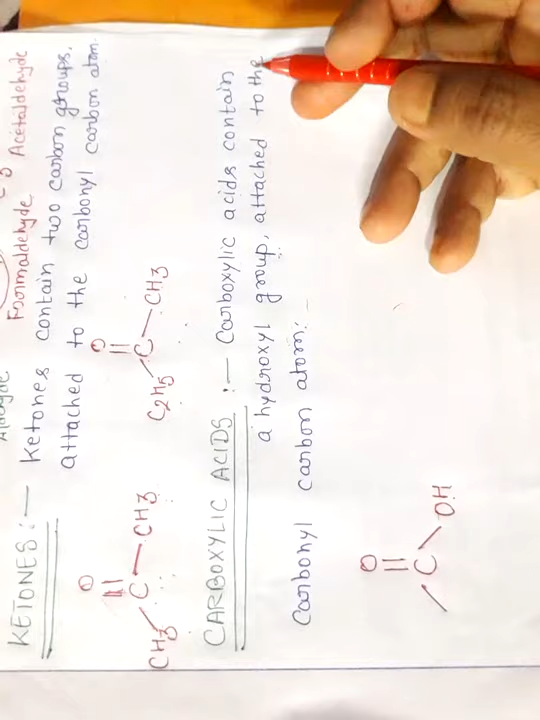 Formaldehyde Acetaldehyde
KETONES :- Ketones contain two carbon groups,
attached to the carbonyl carbon atom.
O O
CH3 C CH3 C2H5 C CH3
CARBOXYLIC ACIDS :- Carboxylic acids contain
a hydroxyl group, attached to the
Carbonyl carbon atom.
O
C OH